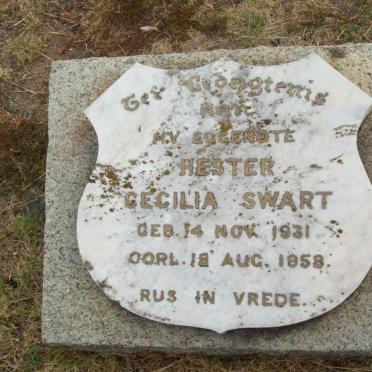 Ter Gedagtenis
aan
MY EGGENOTE
HESTER
CECILIA SWART
GEB. 14 NOV. 1931
OORL. 18 AUG. 1958
RUS IN VREDE.